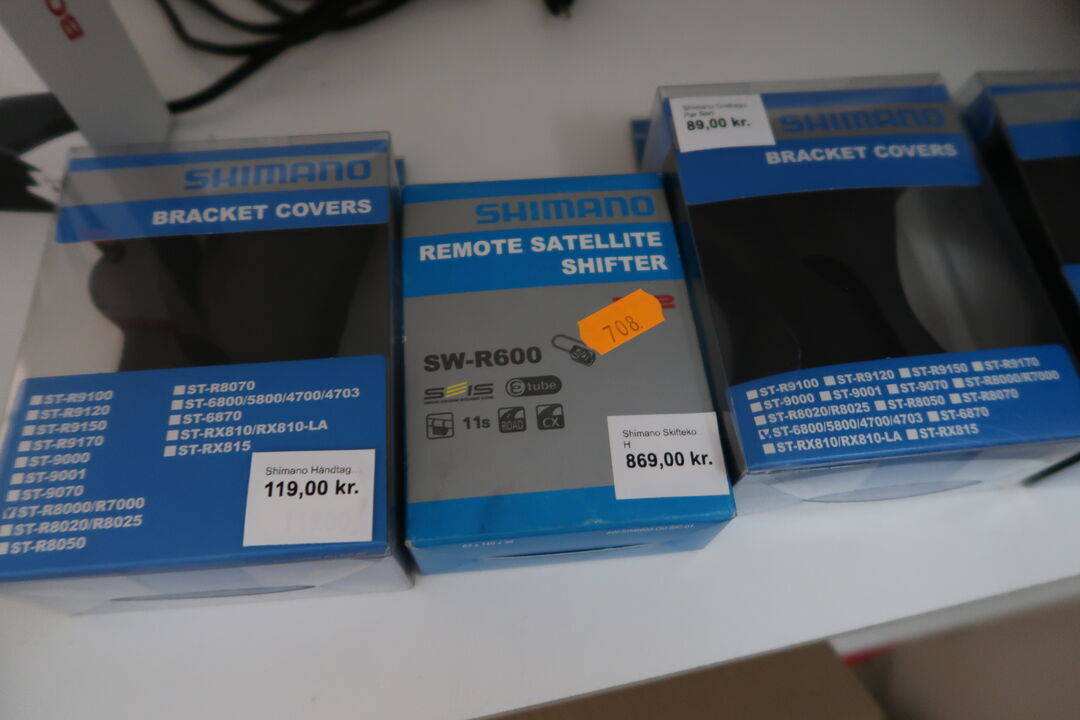 SHIMANO
BRACKET COVERS
ST-R9100
ST-R9120
ST-R9150
ST-R9170
ST-9000
ST-9001
ST-9070
ST-R8000/R7000
ST-R8020/R8025
ST-R8050
ST-R8070
ST-6800/5800/4700/4703
ST-6870
ST-RX810/RX810-LA
ST-RX815
Shimano Håndtag
119,00 kr.
SHIMANO
REMOTE SATELLITE
SHIFTER
708.
SW-R600
SEIS
etube
11s
ROAD
CX
Shimano Skifteko
H
869,00 kr.
Shimano
89,00 kr.
SHIMANO
BRACKET COVERS
ST-R9100 ST-R9120 ST-R9150 ST-R9170
ST-9000 ST-9001 ST-9070 ST-R8000/R7000
ST-R8020/R8025 ST-R8050 ST-R8070
ST-6800/5800/4700/4703 ST-6870
ST-RX810/RX810-LA ST-RX815